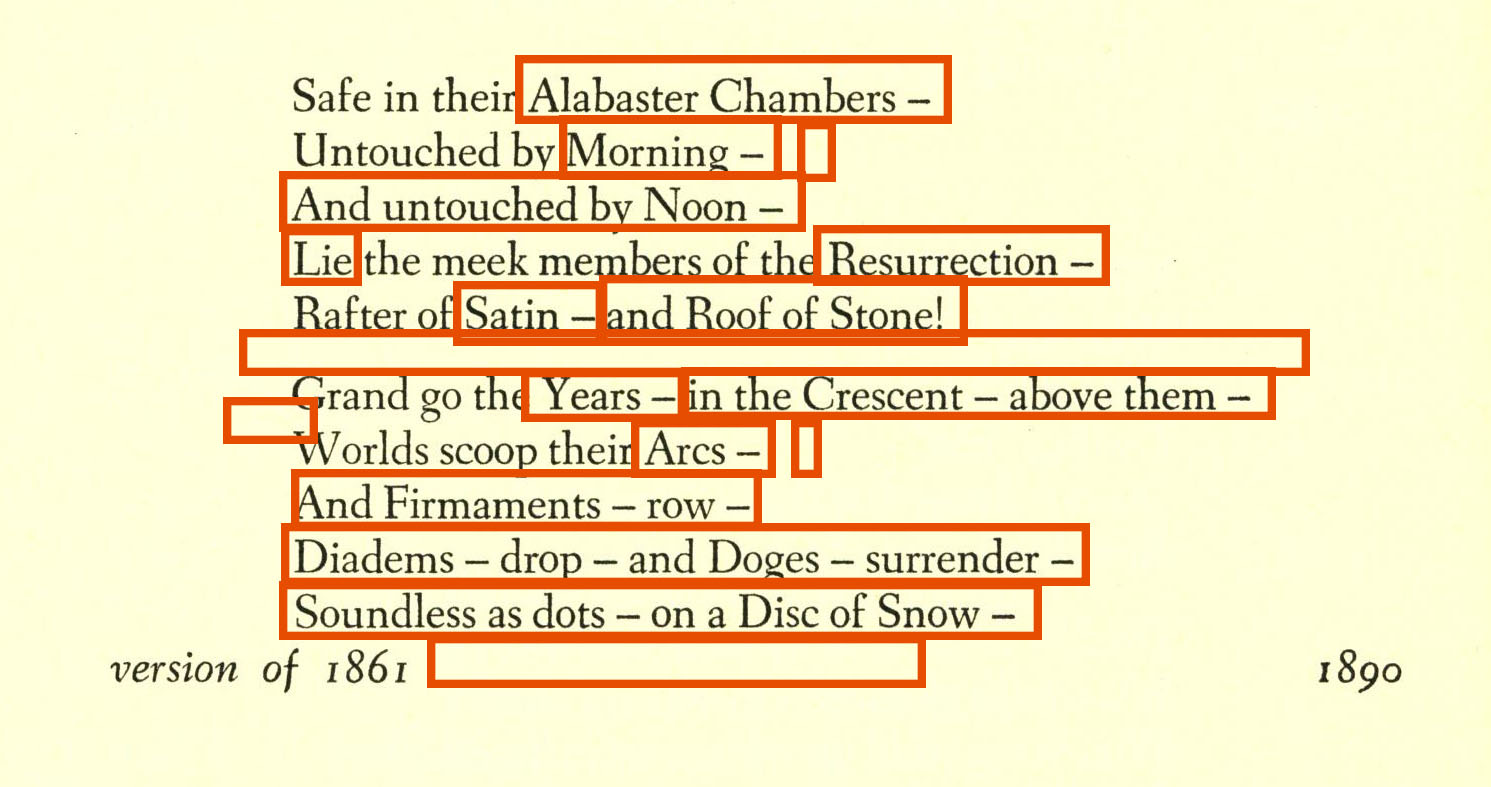 Safe in their Alabaster Chambers –
Untouched by Morning –
And untouched by Noon –
Lie the meek members of the Resurrection –
Rafter of Satin – and Roof of Stone!
Grand go the Years – in the Crescent – above them –
Worlds scoop their Arcs –
And Firmaments – row –
Diadems – drop – and Doges – surrender –
Soundless as dots – on a Disc of Snow –
version of 1861 1890